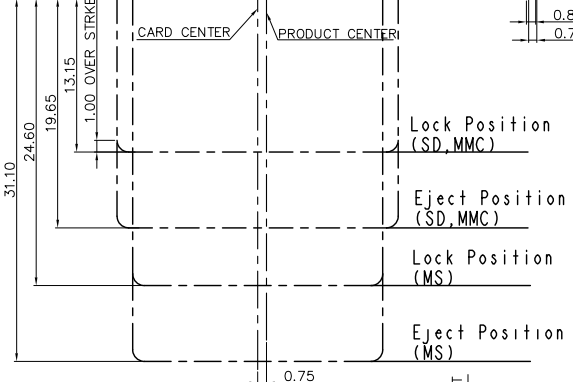 0.8
0.7
CARD CENTER
PRODUCT CENTER
1.00 OVER STRKE
13.15
19.65
24.60
31.10
Lock Position
(SD,MMC)
Eject Position
(SD,MMC)
Lock Position
(MS)
Eject Position
(MS)
0.75